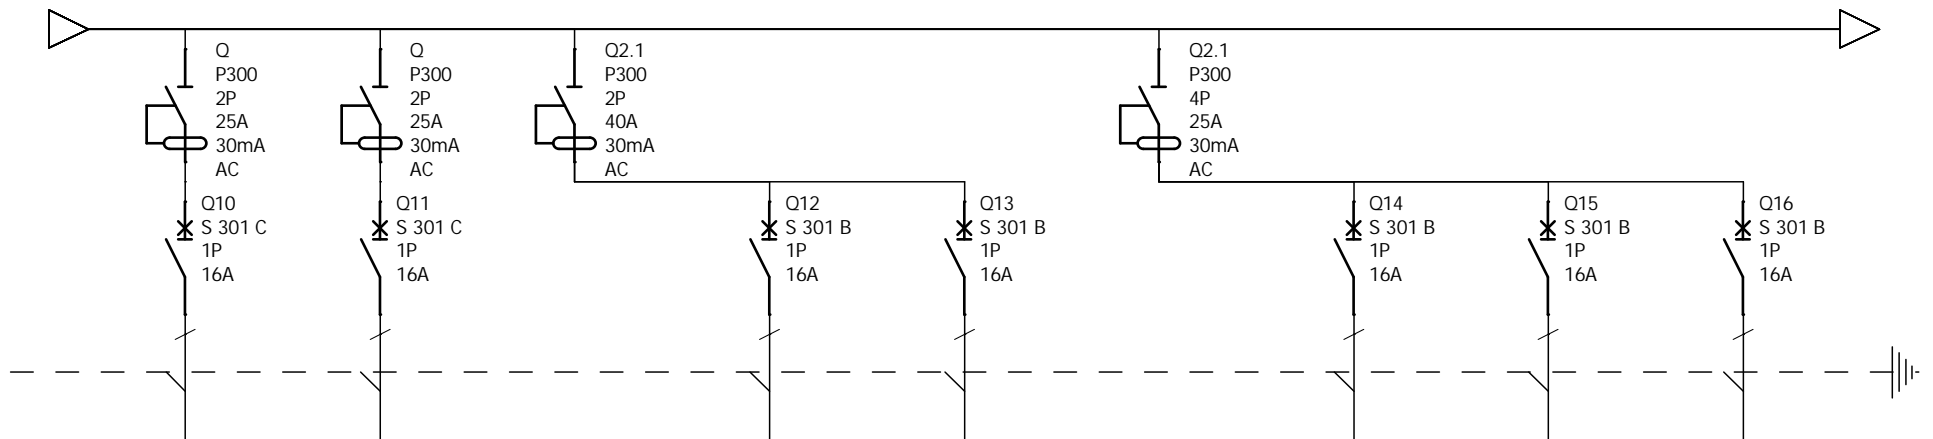 Q
P300
2P
25A
30mA
AC
Q
P300
2P
25A
30mA
AC
Q2.1
P300
2P
40A
30mA
AC
Q2.1
P300
4P
25A
30mA
AC
Q10
S 301 C
1P
16A
Q11
S 301 C
1P
16A
Q12
S 301 B
1P
16A
Q13
S 301 B
1P
16A
Q14
S 301 B
1P
16A
Q15
S 301 B
1P
16A
Q16
S 301 B
1P
16A